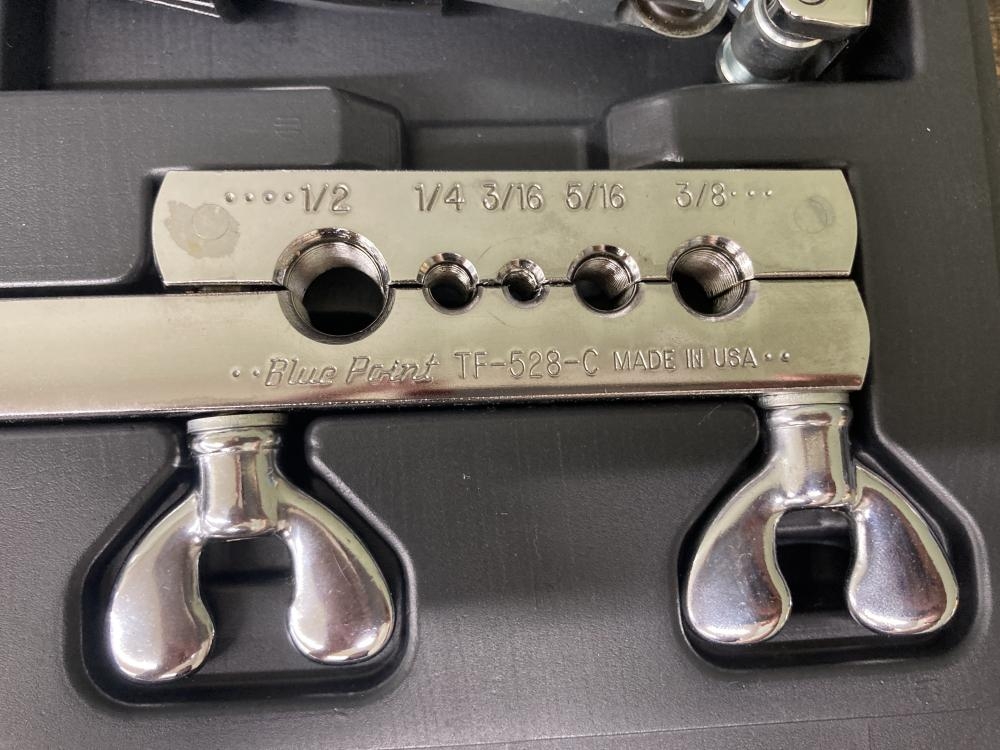 ····1/2 1/4 3/16 5/16 3/8···
··Blue Point TF-528-C MADE IN USA··